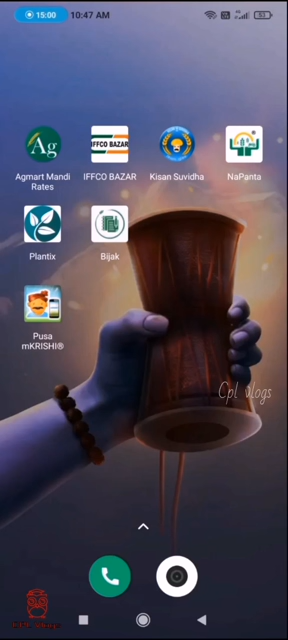 15:00 10:47 AM 53
Ag
IFFCO BAZAR
Agmart Mandi Rates
IFFCO BAZAR
Kisan Suvidha
NaPanta
Plantix
Bijak
Pusa mKRISHI®
Cpl vlogs